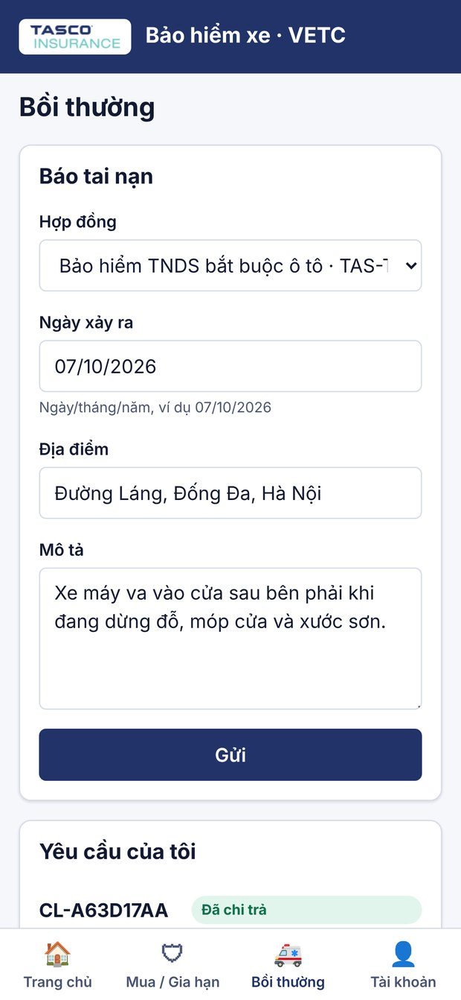 TASCO
INSURANCE
Bảo hiểm xe · VETC
Bồi thường
Báo tai nạn
Hợp đồng
Bảo hiểm TNDS bắt buộc ô tô · TAS-
Ngày xảy ra
07/10/2026
Ngày/tháng/năm, ví dụ 07/10/2026
Địa điểm
Đường Láng, Đống Đa, Hà Nội
Mô tả
Xe máy va vào cửa sau bên phải khi
đang dừng đỗ, móp cửa và xước sơn.
Gửi
Yêu cầu của tôi
CL-A63D17AA Đã chi trả
Trang chủ Mua / Gia hạn Bồi thường Tài khoản